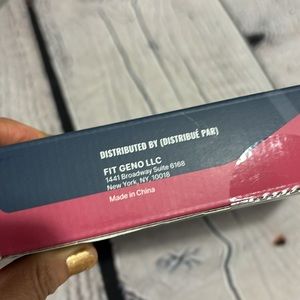 DISTRIBUTED BY (DISTRIBUÉ PAR)
FIT GENO LLC
1441 Broadway Suite 6168
New York, NY, 10018
Made in China